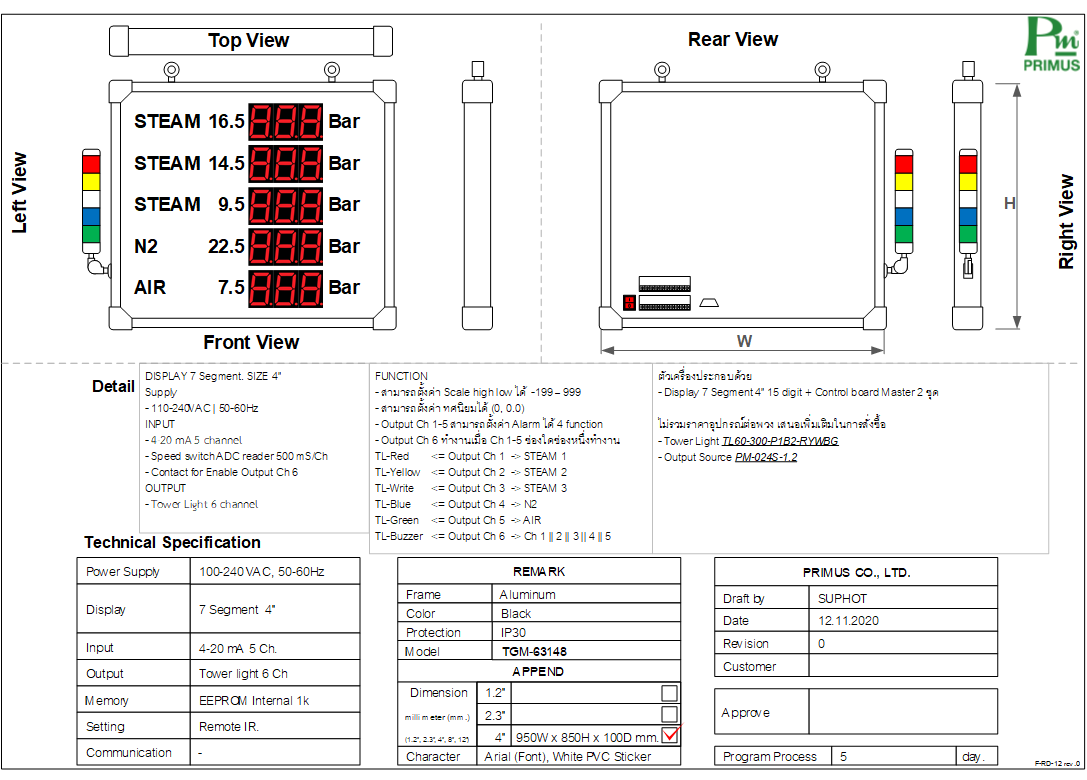 Top View
Rear View
Pm
PRIMUS
STEAM 16.5 888 Bar
STEAM 14.5 888 Bar
STEAM 9.5 888 Bar
N2 22.5 888 Bar
AIR 7.5 888 Bar
Left View
Right View
H
W
Front View
Detail
DISPLAY 7 Segment. SIZE 4"
Supply
- 110-240VAC | 50-60Hz
INPUT
- 4-20 mA 5 channel
- Speed switch ADC reader 500 mS/Ch
- Contact for Enable Output Ch 6
OUTPUT
- Tower Light 6 channel
FUNCTION
- สามารถตั้งค่า Scale high low ได้ -199 – 999
- สามารถตั้งค่า ทศนิยมได้ (0, 0.0)
- Output Ch 1-5 สามารถตั้งค่า Alarm ได้ 4 function
- Output Ch 6 ทำงานเมื่อ Ch 1-5 ช่องใดช่องหนึ่งทำงาน
TL-Red <= Output Ch 1 -> STEAM 1
TL-Yellow <= Output Ch 2 -> STEAM 2
TL-Write <= Output Ch 3 -> STEAM 3
TL-Blue <= Output Ch 4 -> N2
TL-Green <= Output Ch 5 -> AIR
TL-Buzzer <= Output Ch 6 -> Ch 1 || 2 || 3 || 4 || 5
ตัวเครื่องประกอบด้วย
- Display 7 Segment 4" 15 digit + Control board Master 2 ชุด
ไม่รวมราคาอุปกรณ์ต่อพวง เสนอเพิ่มเติมในการสั่งซื้อ
- Tower Light TL60-300-P1B2-RYWBG
- Output Source PM-024S-1.2
Technical Specification
Power Supply 100-240VAC, 50-60Hz
Display 7 Segment 4"
Input 4-20 mA 5 Ch.
Output Tower light 6 Ch
Memory EEPROM Internal 1k
Setting Remote IR.
Communication -
REMARK
Frame Aluminum
Color Black
Protection IP30
Model TGM-63148
APPEND
Dimension 1.2"
millimeter (mm.) 2.3"
(1.2", 2.3", 4", 8", 12") 4" 950W x 850H x 100D mm.
Character Arial (Font), White PVC Sticker
PRIMUS CO., LTD.
Draft by SUPHOT
Date 12.11.2020
Revision 0
Customer
Approve
Program Process 5 day.
F-RD-12 rev.0